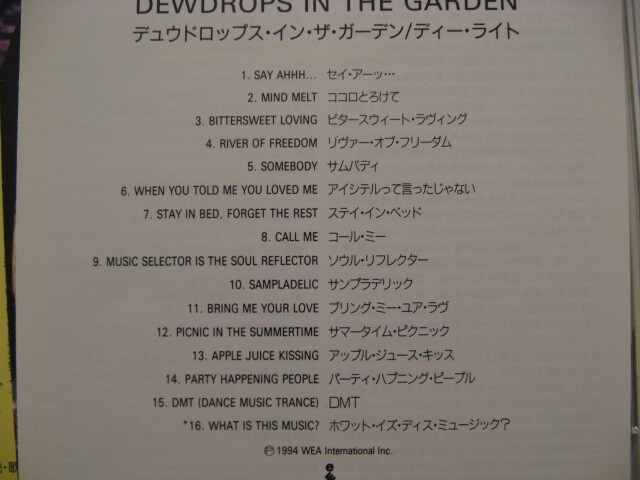 DEWDROPS IN THE GARDEN
デュウドロップス・イン・ザ・ガーデン/ディー・ライト
1. SAY AHHH... セイ・アーッ…
2. MIND MELT ココロとろけて
3. BITTERSWEET LOVING ビタースウィート・ラヴィング
4. RIVER OF FREEDOM リヴァー・オブ・フリーダム
5. SOMEBODY サムバディ
6. WHEN YOU TOLD ME YOU LOVED ME アイシテルって言ったじゃない
7. STAY IN BED, FORGET THE REST ステイ・イン・ベッド
8. CALL ME コール・ミー
9. MUSIC SELECTOR IS THE SOUL REFLECTOR ソウル・リフレクター
10. SAMPLADELIC サンプラデリック
11. BRING ME YOUR LOVE ブリング・ミー・ユア・ラヴ
12. PICNIC IN THE SUMMERTIME サマータイム・ピクニック
13. APPLE JUICE KISSING アップル・ジュース・キッス
14. PARTY HAPPENING PEOPLE パーティ・ハプニング・ピープル
15. DMT (DANCE MUSIC TRANCE) DMT
*16. WHAT IS THIS MUSIC? ホワット・イズ・ディス・ミュージック?
℗ 1994 WEA International Inc.